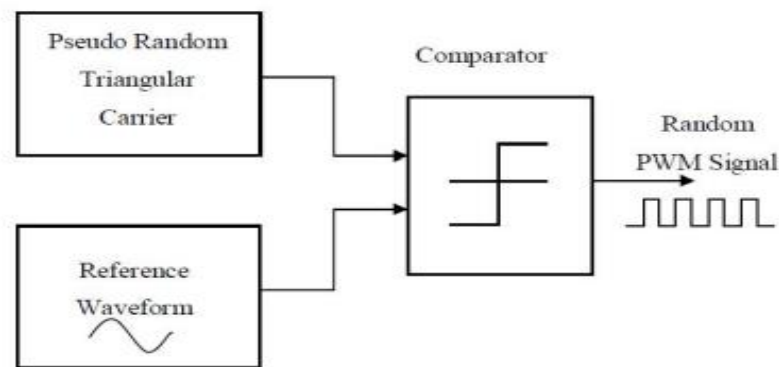 Pseudo Random
Triangular
Carrier
Comparator
Random
PWM Signal
Reference
Waveform